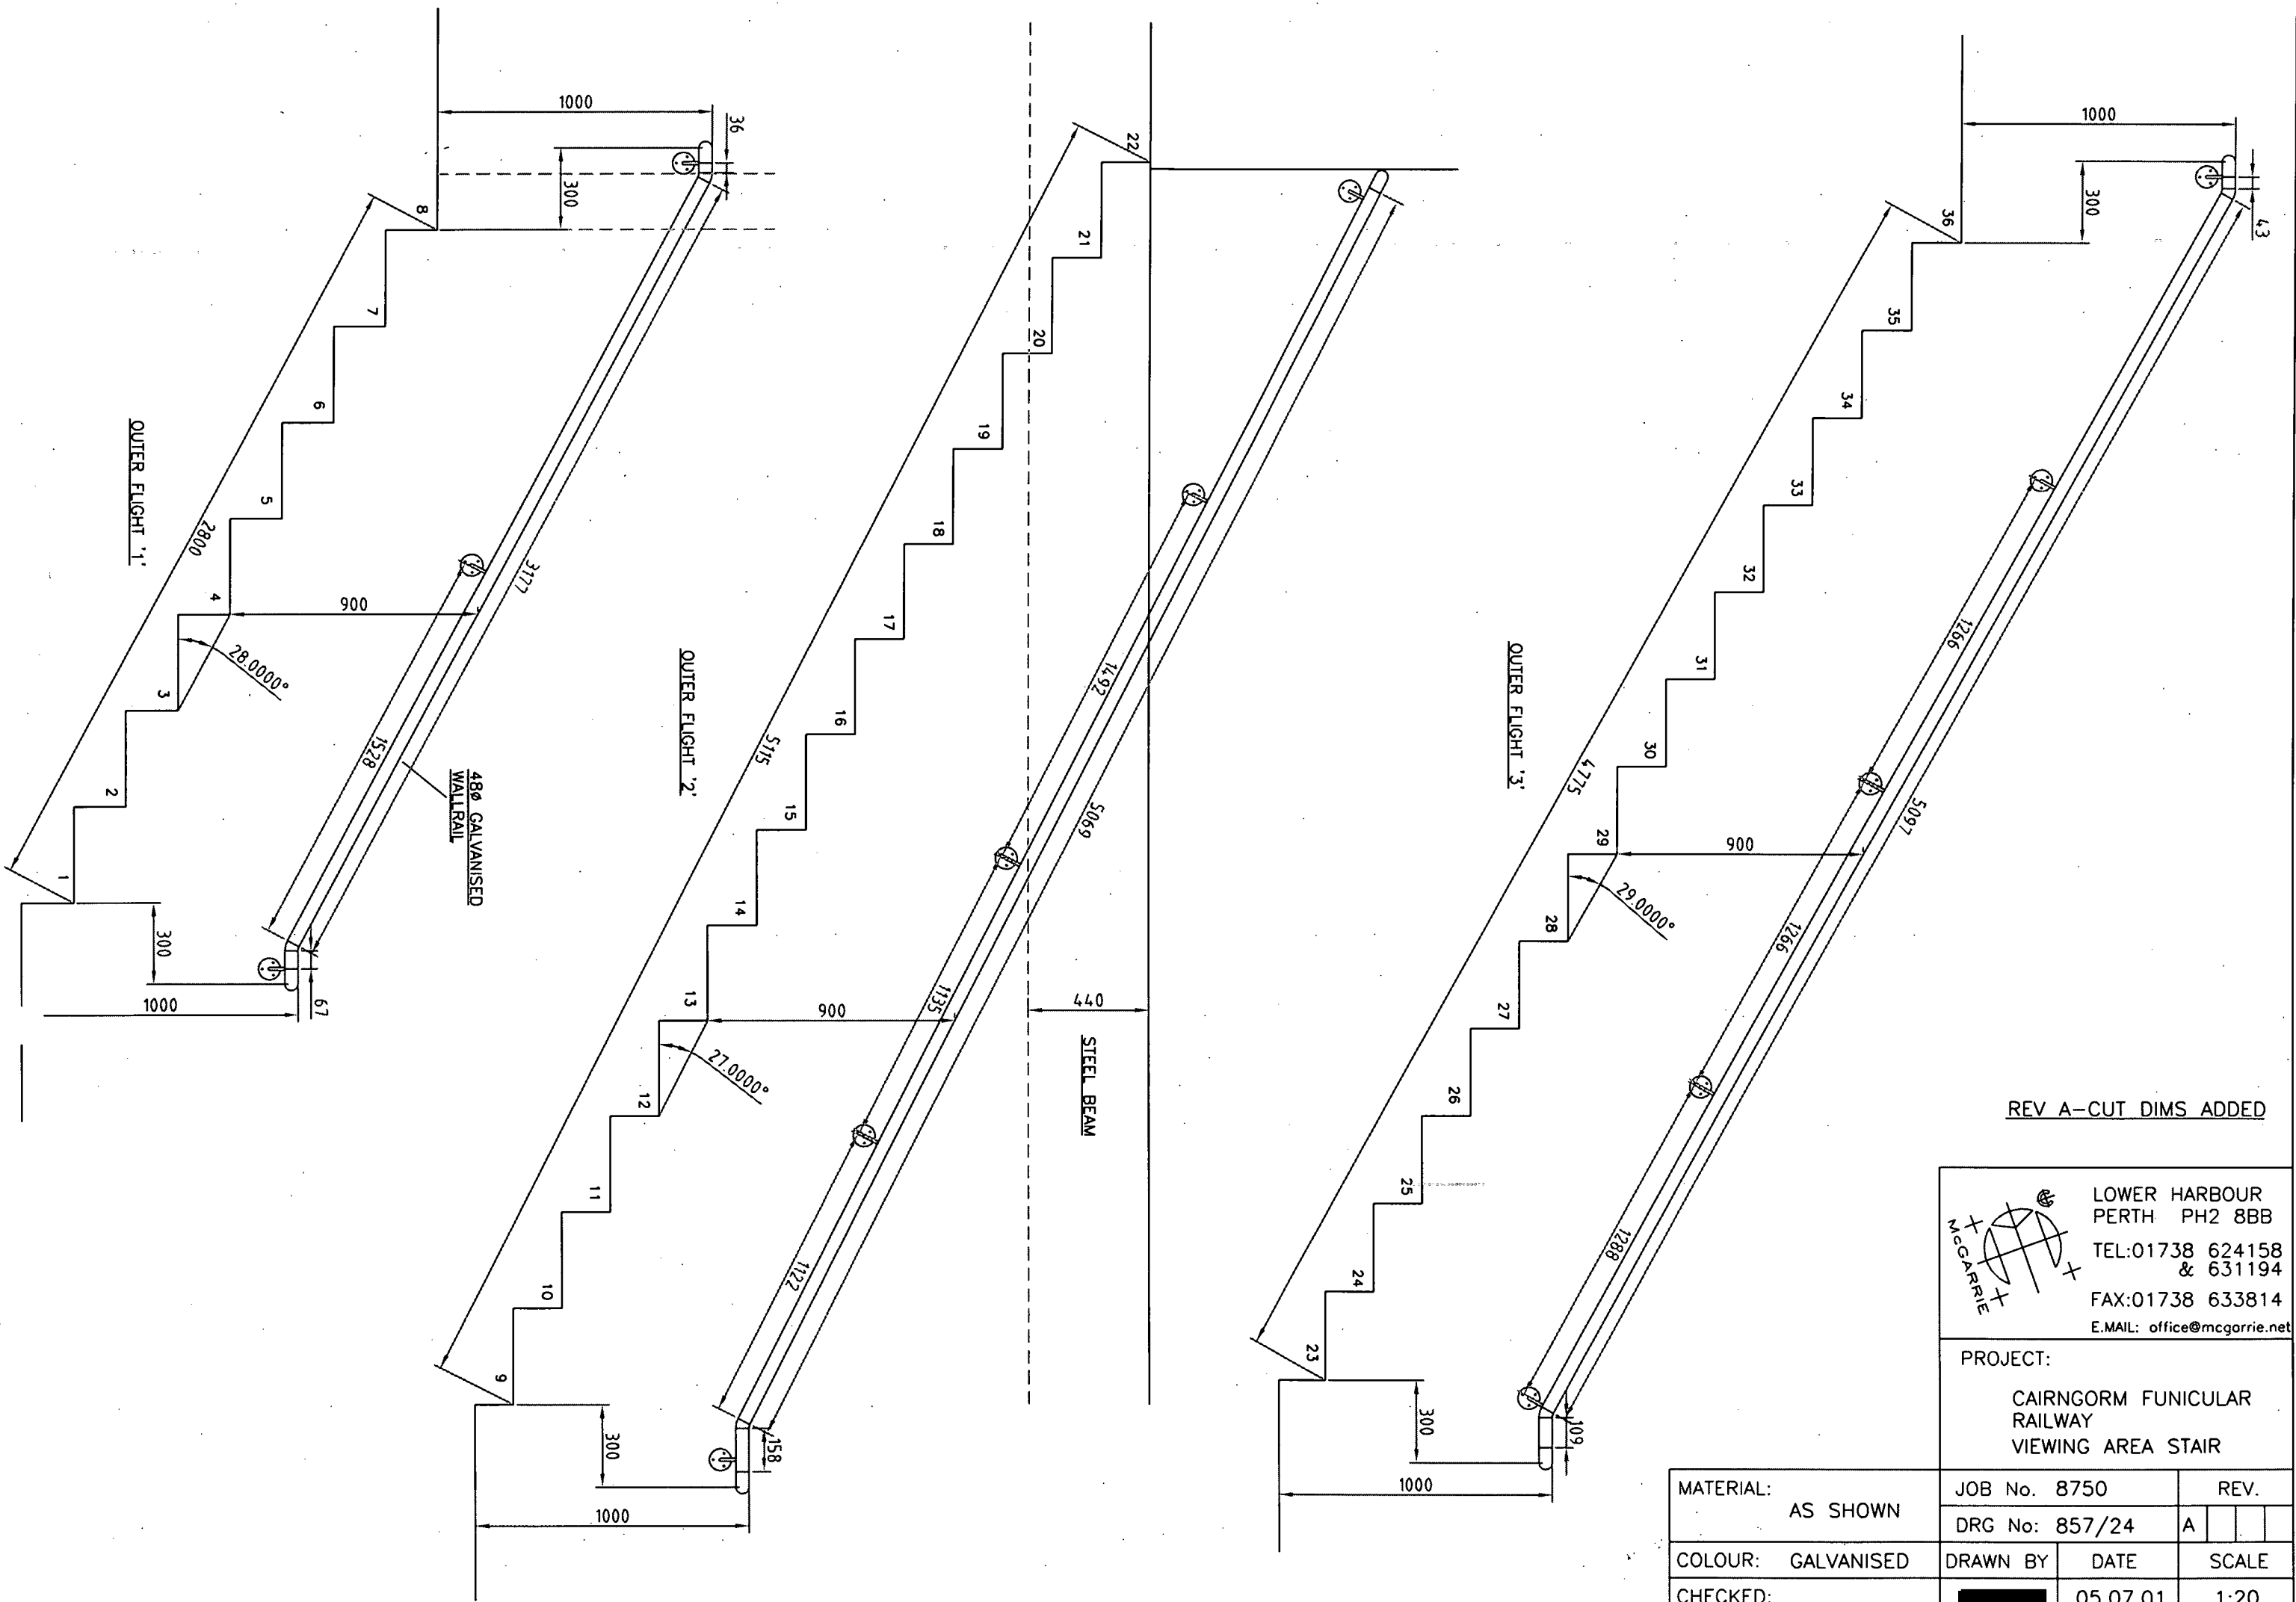 1000
36
300
8
7
6
5
4
3
2
1
2800
3177
900
28.0000°
1528
48ø GALVANISED
WALLRAIL
OUTER FLIGHT '1'
300
67
1000
22
21
20
19
18
17
16
15
14
13
12
11
10
9
5115
1492
5069
1135
900
27.0000°
1122
440
STEEL BEAM
OUTER FLIGHT '2'
300
158
1000
1000
43
300
36
35
34
33
32
31
30
29
28
27
26
25
24
23
4775
1266
5097
1266
900
29.0000°
1288
OUTER FLIGHT '3'
300
109
1000
REV A-CUT DIMS ADDED
McGARRIE
LOWER HARBOUR
PERTH PH2 8BB
TEL:01738 624158
& 631194
FAX:01738 633814
E.MAIL: office@mcgarrie.net
PROJECT:
CAIRNGORM FUNICULAR
RAILWAY
VIEWING AREA STAIR
MATERIAL:
AS SHOWN
JOB No. 8750
REV.
DRG No: 857/24
A
COLOUR: GALVANISED
DRAWN BY
DATE
SCALE
CHECKED:
05.07.01
1:20